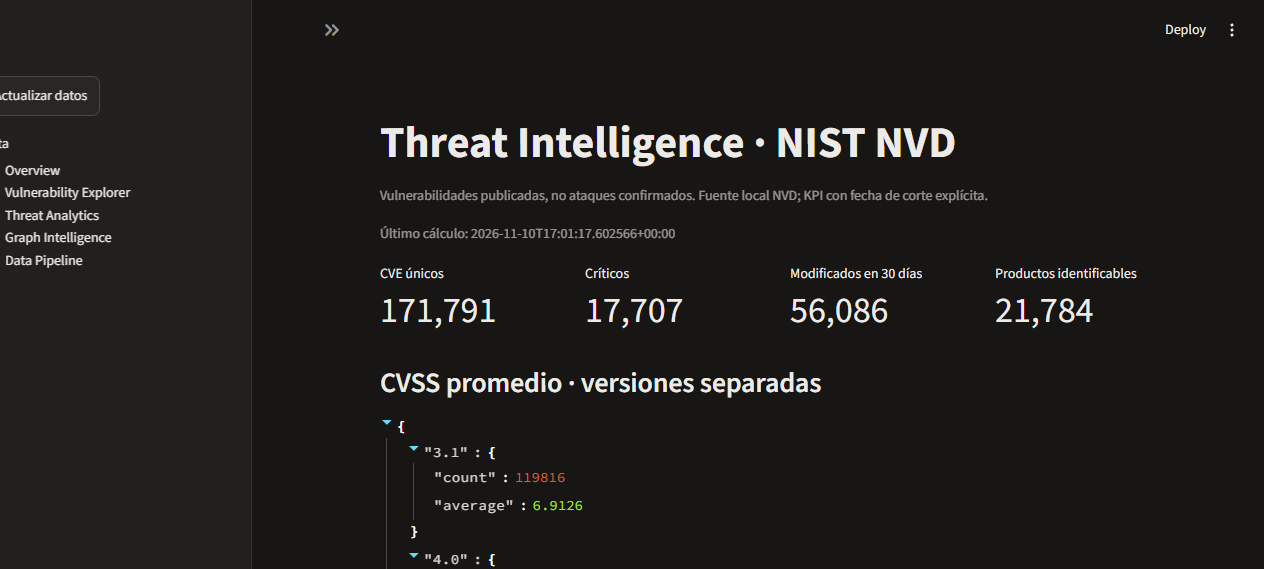 Deploy
Actualizar datos
ta
Overview
Vulnerability Explorer
Threat Analytics
Graph Intelligence
Data Pipeline
Threat Intelligence · NIST NVD
Vulnerabilidades publicadas, no ataques confirmados. Fuente local NVD; KPI con fecha de corte explícita.
Último cálculo: 2026-11-10T17:01:17.602566+00:00
CVE únicos
171,791
Críticos
17,707
Modificados en 30 días
56,086
Productos identificables
21,784
CVSS promedio · versiones separadas
{
"3.1" : {
"count" : 119816
"average" : 6.9126
}
"4.0" : {